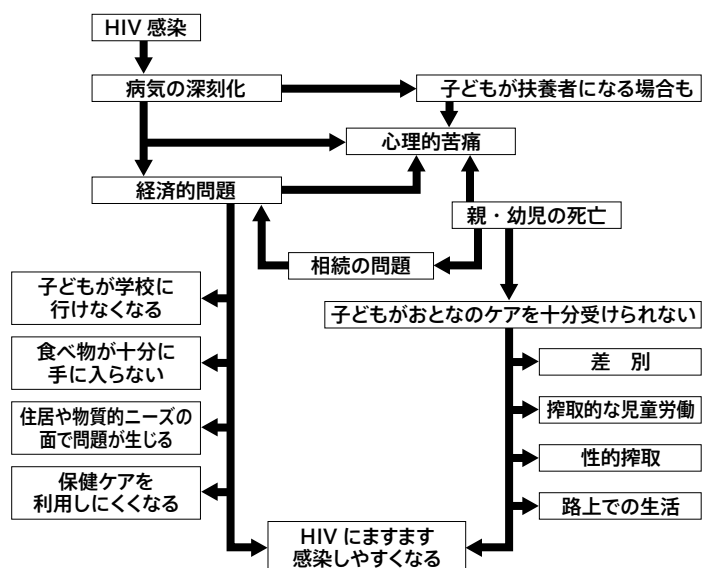 HIV 感染
病気の深刻化
子どもが扶養者になる場合も
心理的苦痛
経済的問題
親・幼児の死亡
相続の問題
子どもが学校に
行けなくなる
子どもがおとなのケアを十分受けられない
食べ物が十分に
手に入らない
差　別
住居や物質的ニーズの
面で問題が生じる
搾取的な児童労働
性的搾取
保健ケアを
利用しにくくなる
路上での生活
HIV にますます
感染しやすくなる